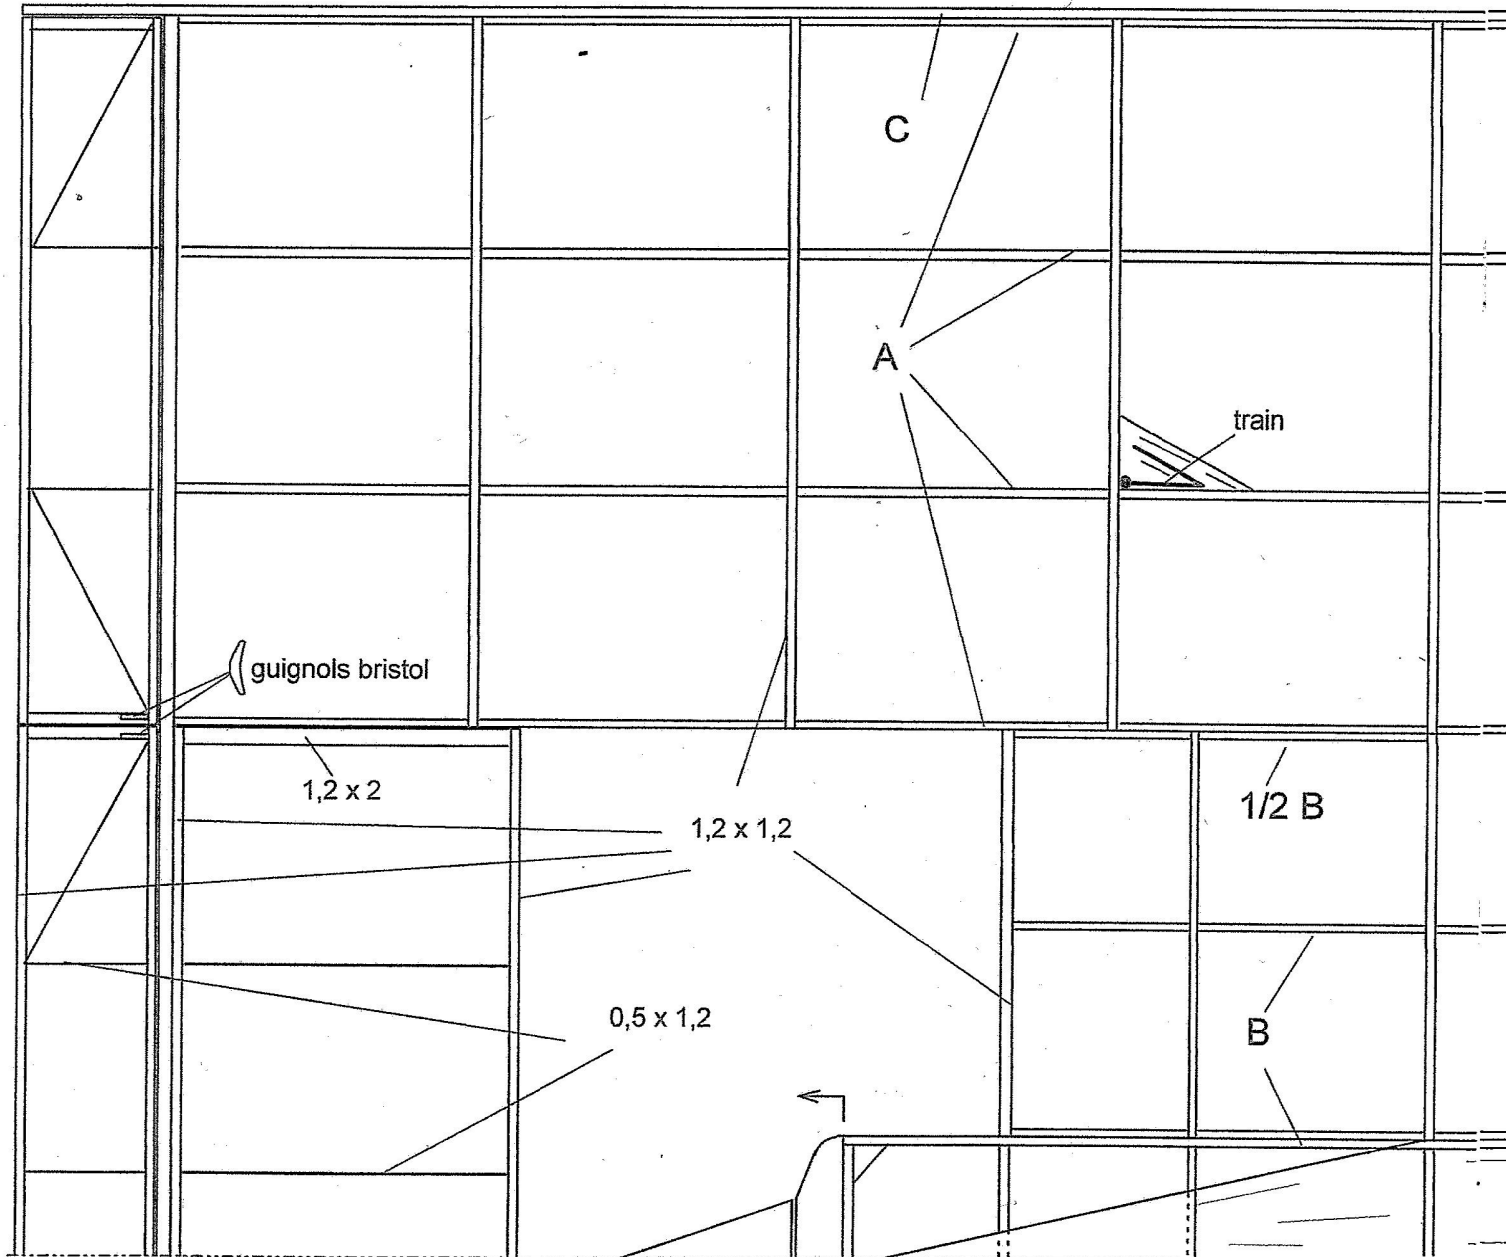 C
A
train
guignols bristol
1,2 x 2
1/2 B
1,2 x 1,2
0,5 x 1,2
B